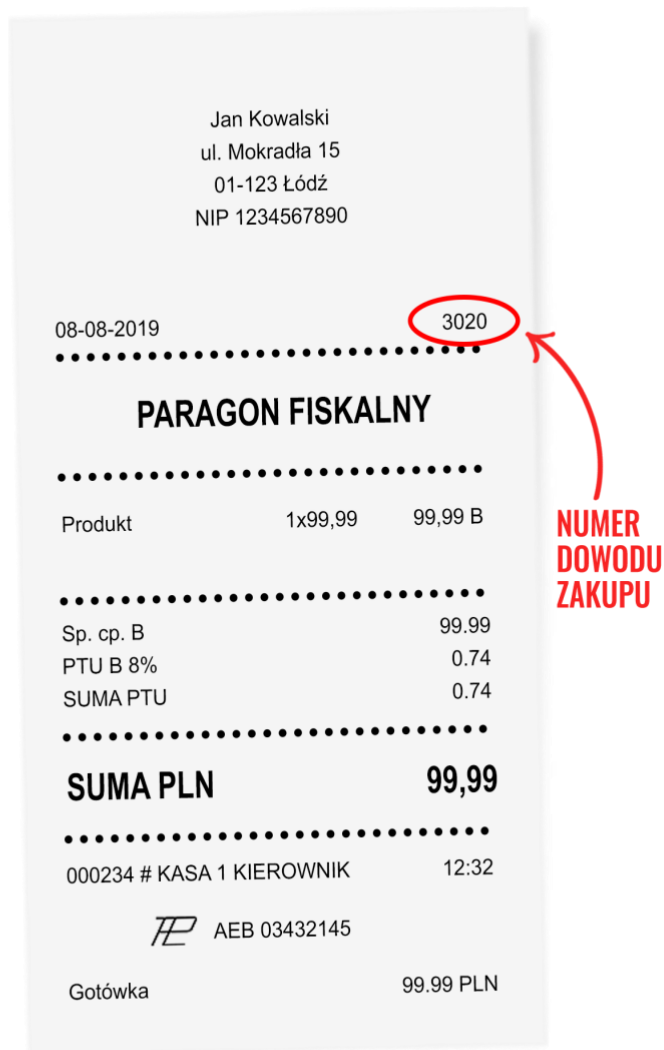 Jan Kowalski
ul. Mokradła 15
01-123 Łódź
NIP 1234567890
08-08-2019 3020
PARAGON FISKALNY
Produkt 1x99,99 99,99 B
Sp. cp. B 99.99
PTU B 8% 0.74
SUMA PTU 0.74
SUMA PLN 99,99
000234 # KASA 1 KIEROWNIK 12:32
AEB 03432145
Gotówka 99.99 PLN
NUMER
DOWODU
ZAKUPU